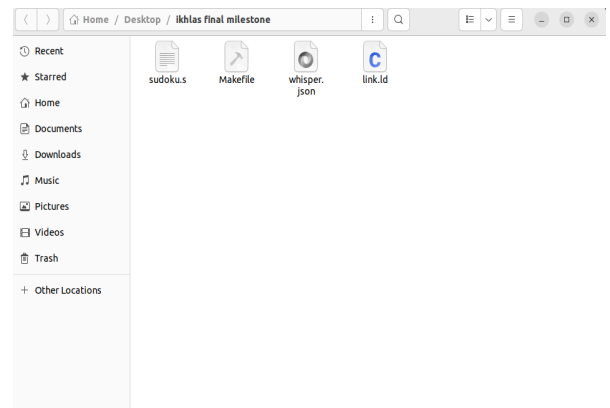 Home / Desktop / ikhlas final milestone
Recent
Starred
Home
Documents
Downloads
Music
Pictures
Videos
Trash
+ Other Locations
sudoku.s
Makefile
whisper.
json
link.ld